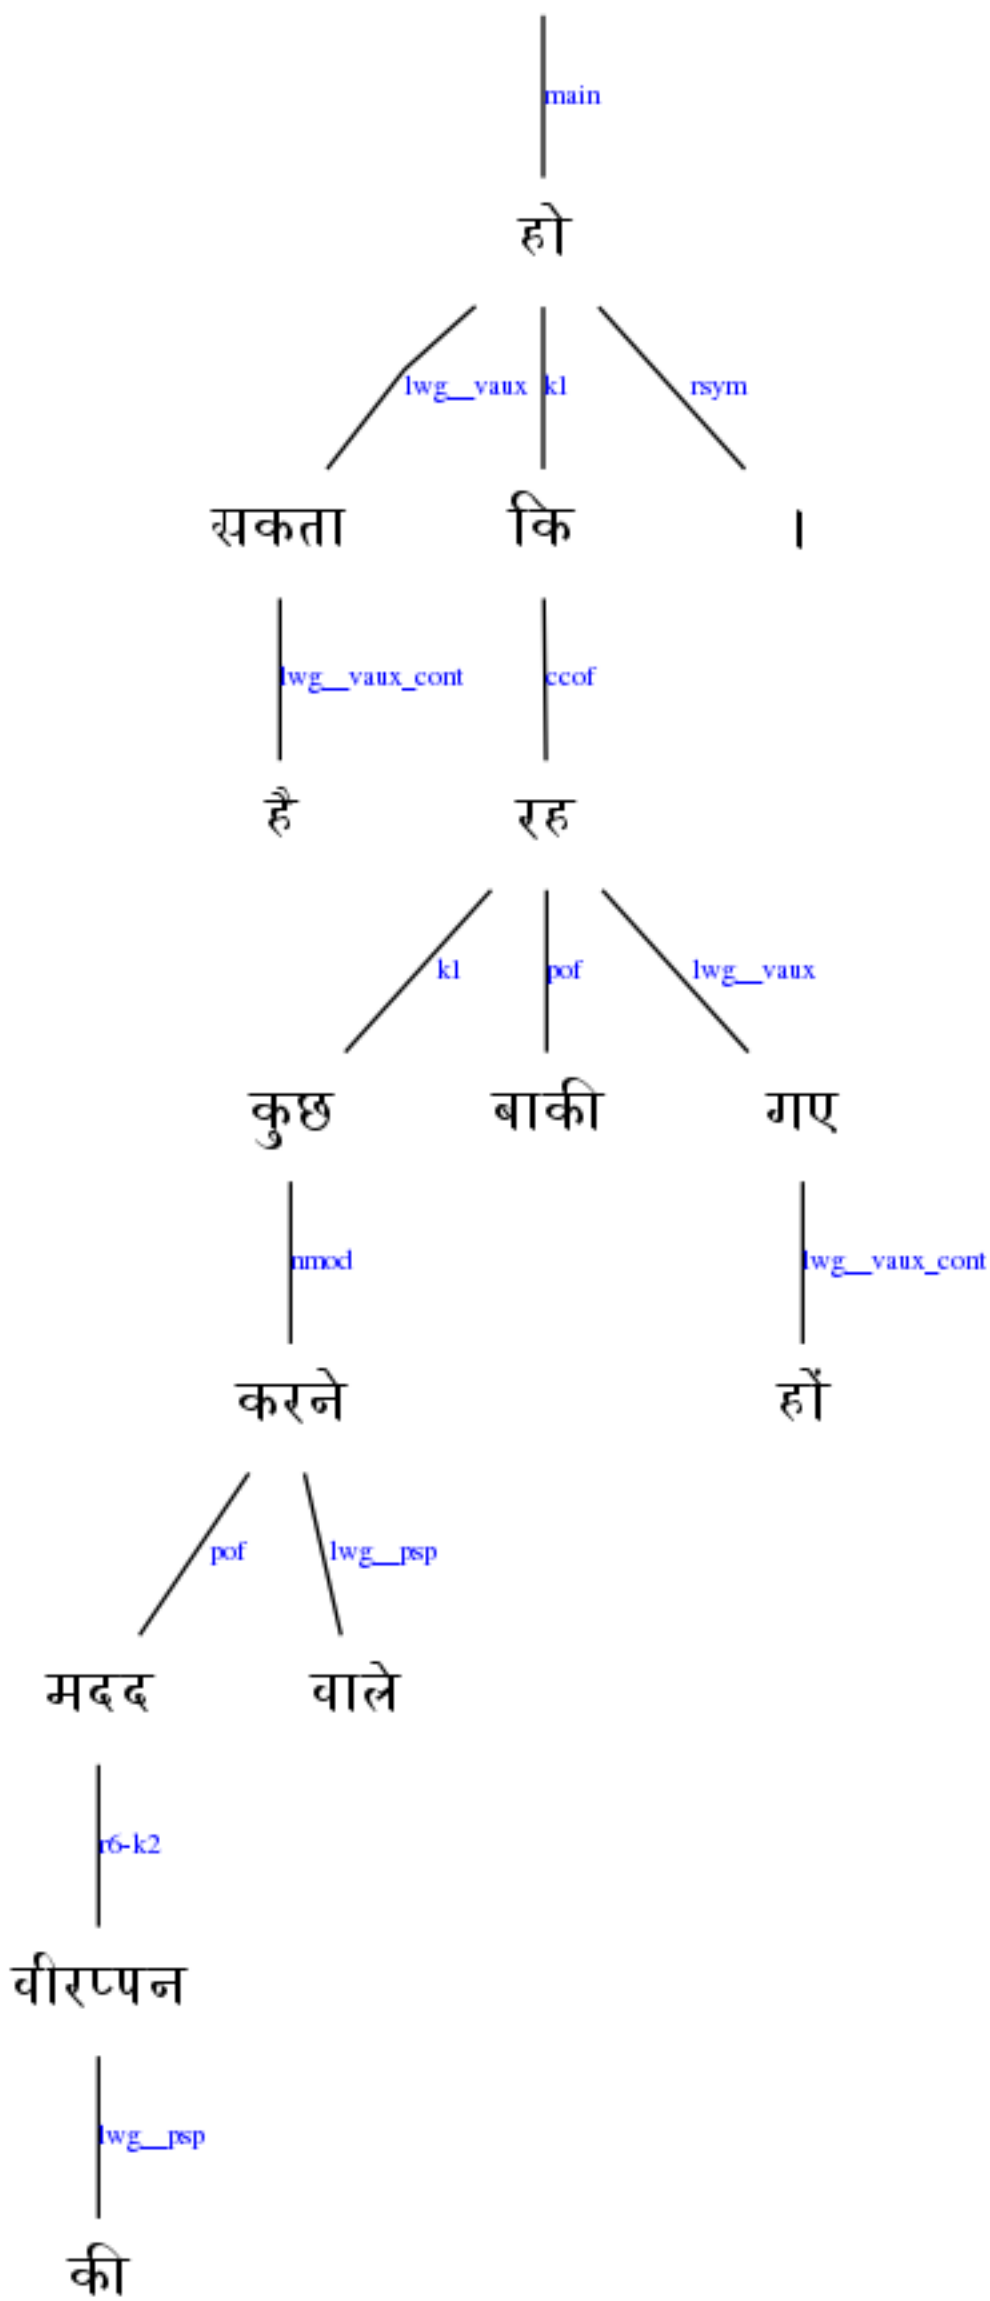 main
हो
lwg__vaux k1 rsym
सकता कि ।
lwg__vaux_cont ccof
है रह
k1 pof lwg__vaux
कुछ बाकी गए
nmod lwg__vaux_cont
करने हों
pof lwg__psp
मदद वाले
r6-k2
वीरप्पन
lwg__psp
की